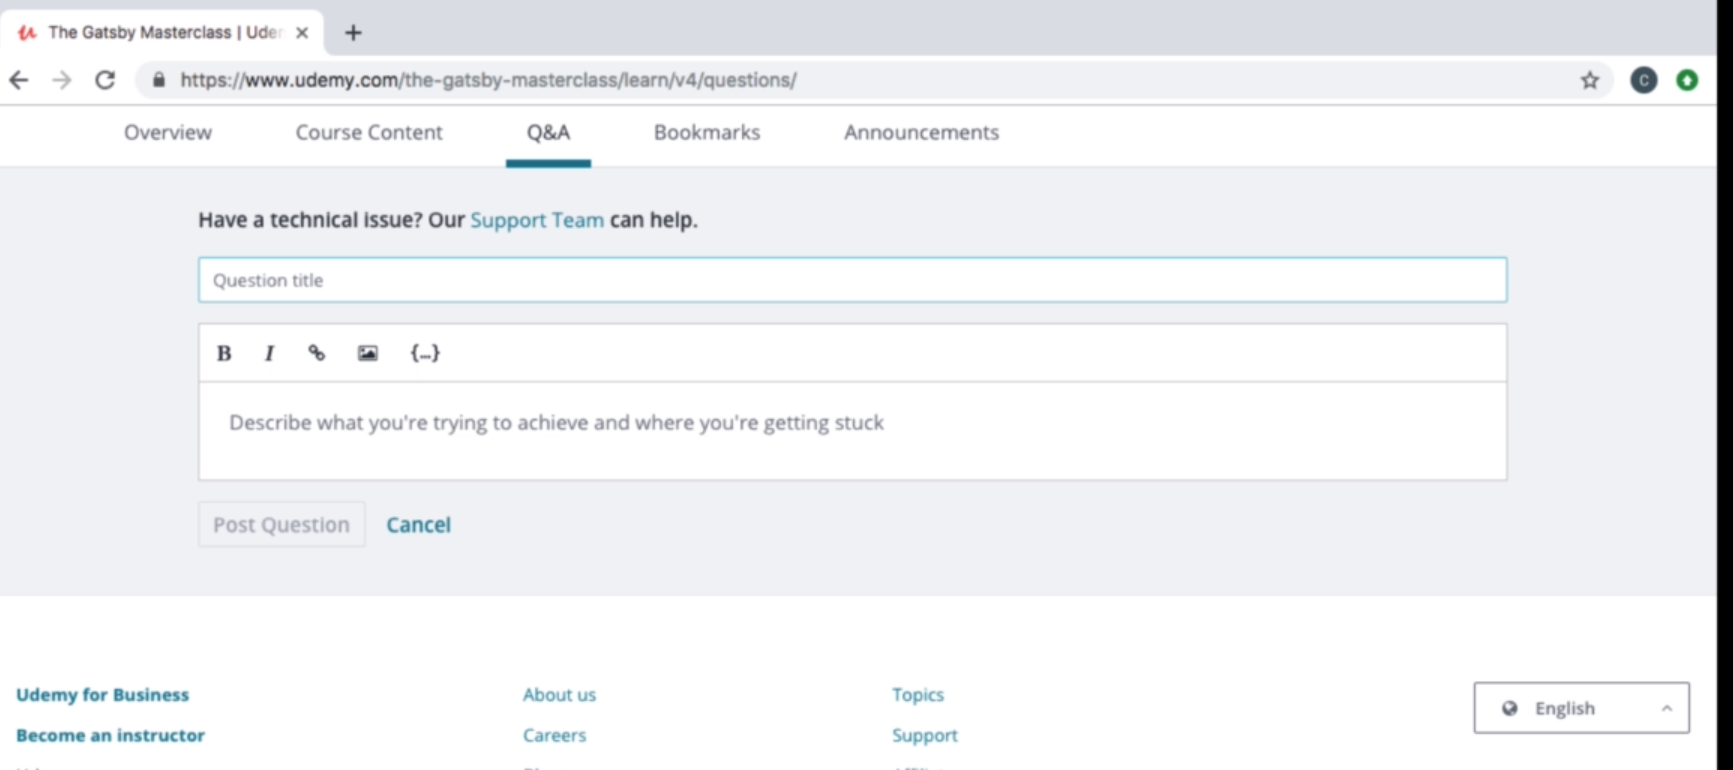 The Gatsby Masterclass | Uder
https://www.udemy.com/the-gatsby-masterclass/learn/v4/questions/
C
Overview Course Content Q&A Bookmarks Announcements
Have a technical issue? Our Support Team can help.
Question title
B I {...}
Describe what you're trying to achieve and where you're getting stuck
Post Question Cancel
Udemy for Business About us Topics English
Become an instructor Careers Support